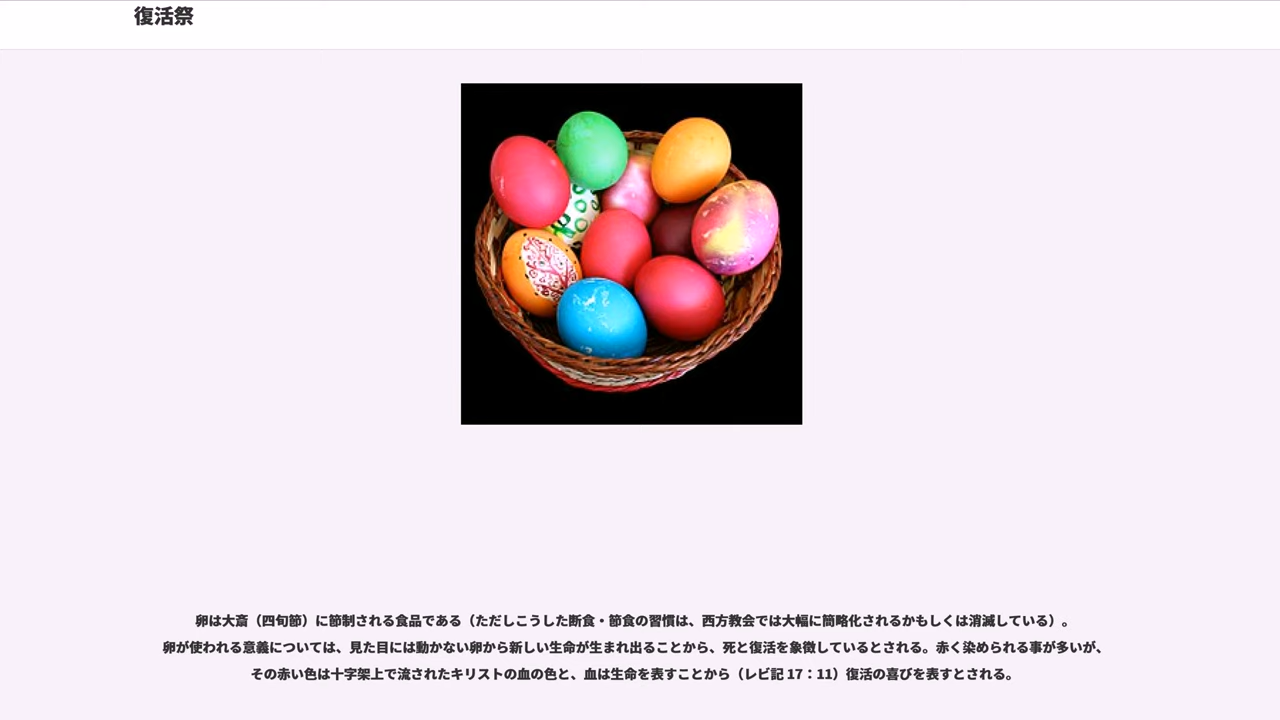 復活祭
卵は大斎（四旬節）に節制される食品である（ただしこうした断食・節食の習慣は、西方教会では大幅に簡略化されるかもしくは消滅している）。
卵が使われる意義については、見た目には動かない卵から新しい生命が生まれ出ることから、死と復活を象徴しているとされる。赤く染められる事が多いが、
その赤い色は十字架上で流されたキリストの血の色と、血は生命を表すことから（レビ記 17：11）復活の喜びを表すとされる。